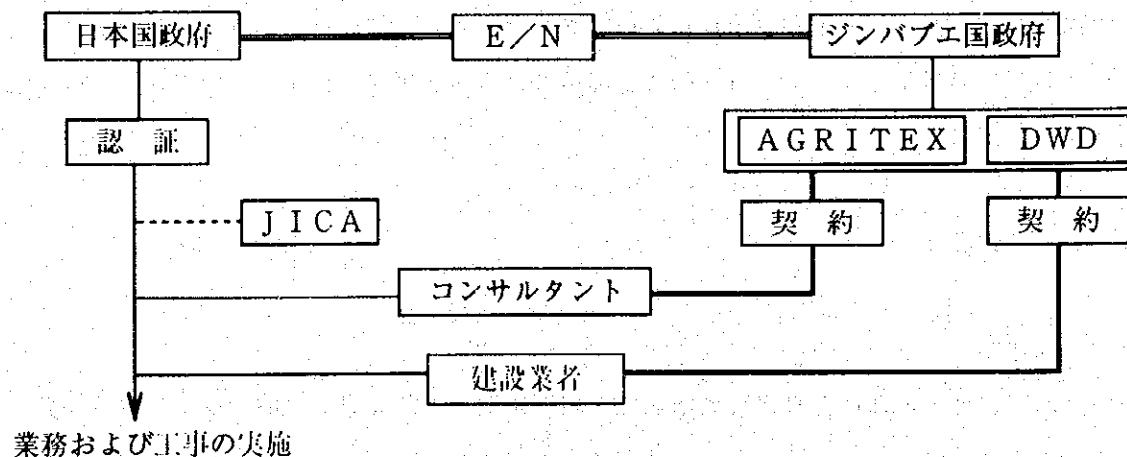 日本国政府
E/N
ジンバブエ国政府
認 証
AGRITEX
DWD
JICA
契 約
契 約
コンサルタント
建設業者
業務および工事の実施